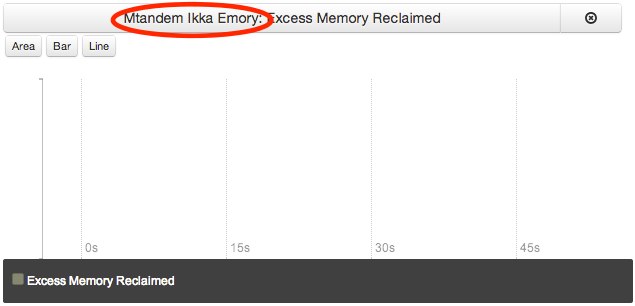 Mtandem Ikka Emory: Excess Memory Reclaimed
Area Bar Line
0s 15s 30s 45s
Excess Memory Reclaimed